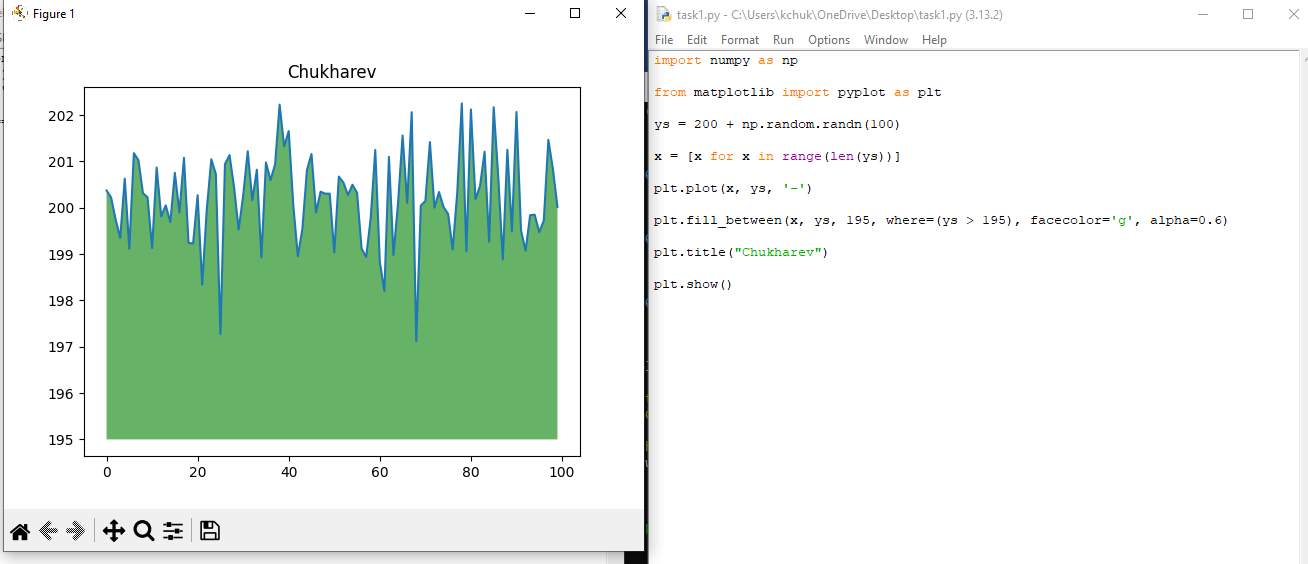 Figure 1
Chukharev
202
201
200
199
198
197
196
195
0 20 40 60 80 100
task1.py - C:\Users\kchuk\OneDrive\Desktop\task1.py (3.13.2)
File Edit Format Run Options Window Help
import numpy as np
from matplotlib import pyplot as plt
ys = 200 + np.random.randn(100)
x = [x for x in range(len(ys))]
plt.plot(x, ys, '-')
plt.fill_between(x, ys, 195, where=(ys > 195), facecolor='g', alpha=0.6)
plt.title("Chukharev")
plt.show()